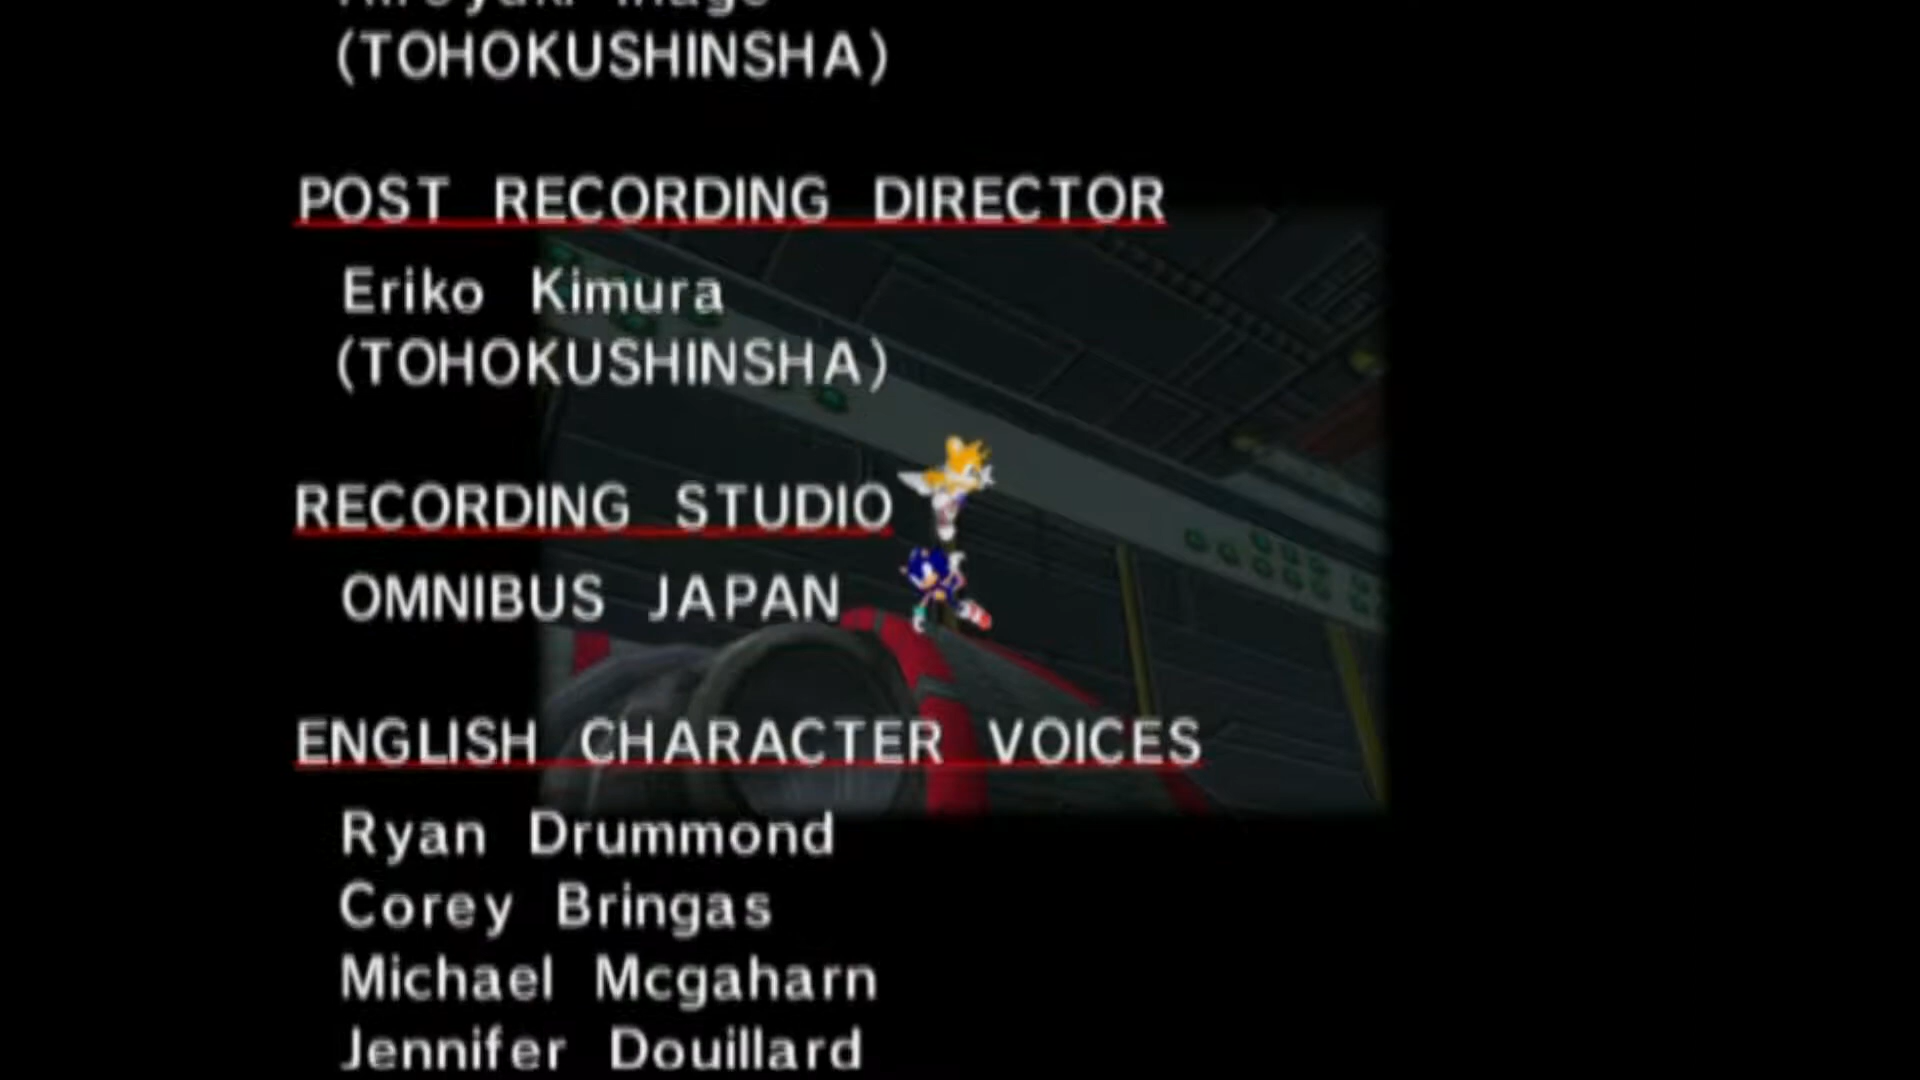 (TOHOKUSHINSHA)
POST RECORDING DIRECTOR
Eriko Kimura
(TOHOKUSHINSHA)
RECORDING STUDIO
OMNIBUS JAPAN
ENGLISH CHARACTER VOICES
Ryan Drummond
Corey Bringas
Michael Mcgaharn
Jennifer Douillard